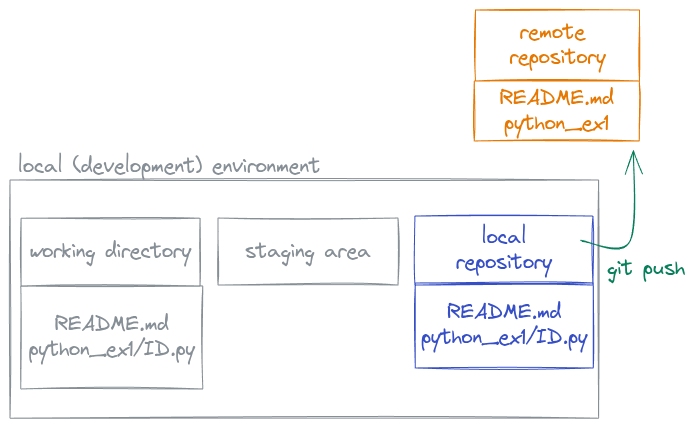 remote
repository
README.md
python_ex1
local (development) environment
working directory
staging area
local
repository
git push
README.md
python_ex1/ID.py
README.md
python_ex1/ID.py